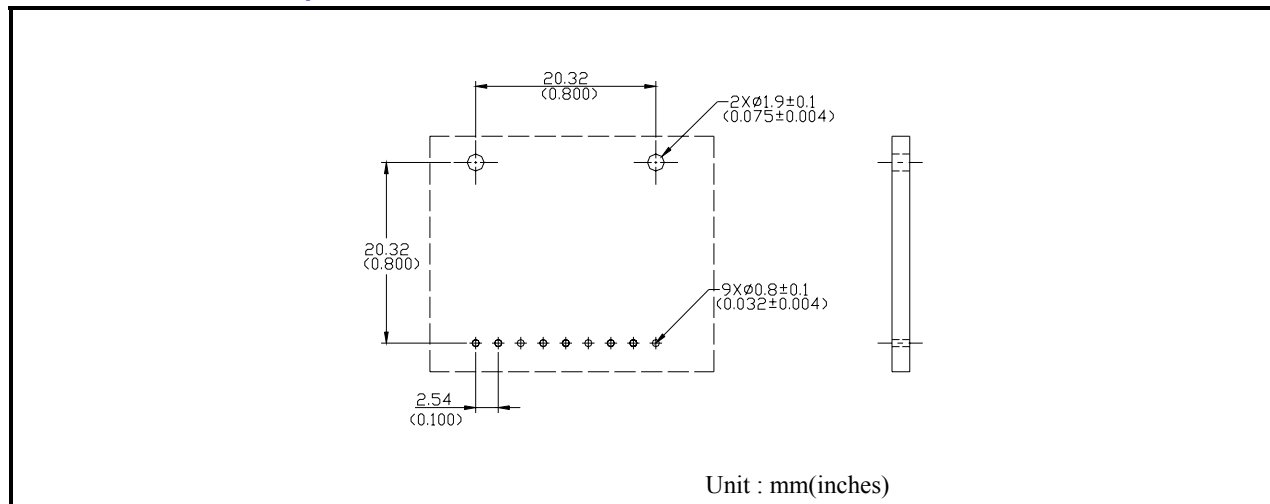 20.32
(0.800)
2XØ1.9±0.1
(0.075±0.004)
20.32
(0.800)
9XØ0.8±0.1
(0.032±0.004)
2.54
(0.100)
Unit : mm(inches)